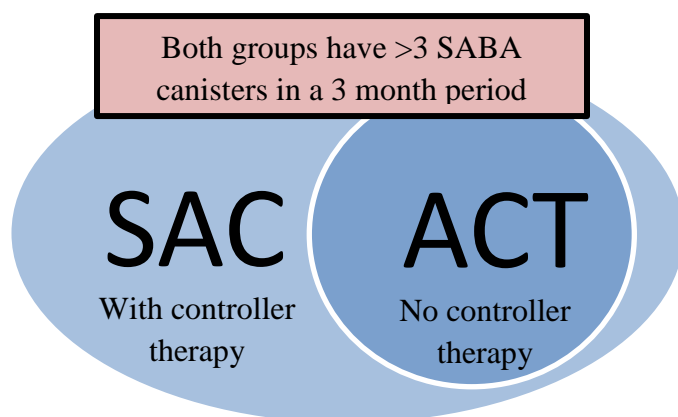 Both groups have >3 SABA
canisters in a 3 month period
SAC
With controller
therapy
ACT
No controller
therapy